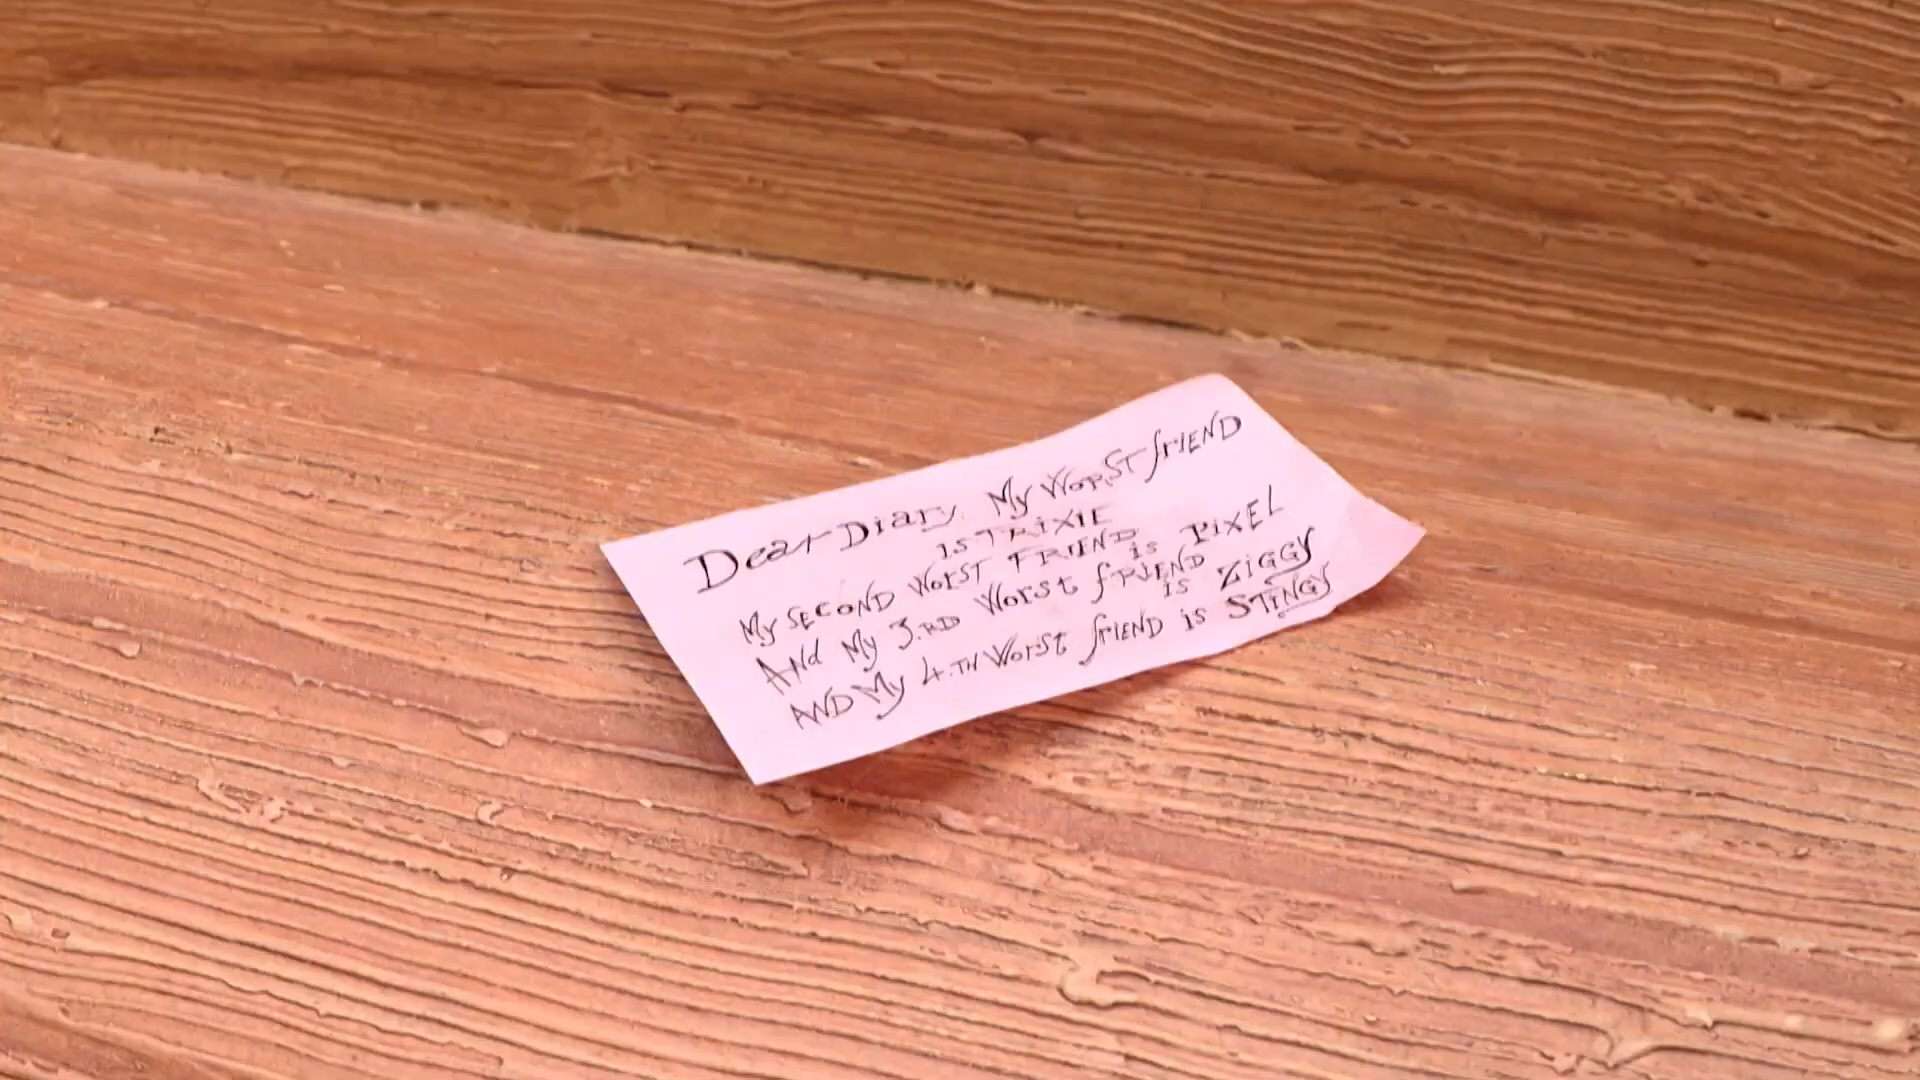 Dear Diary. My Worst friEND
iS TRiXIE
My SECOND WoRST FRiEND is PiXEL
ANd My 3.RD Worst fRiEND is ZiGGY
AND My 4.TH Worst friEND is STiNGY